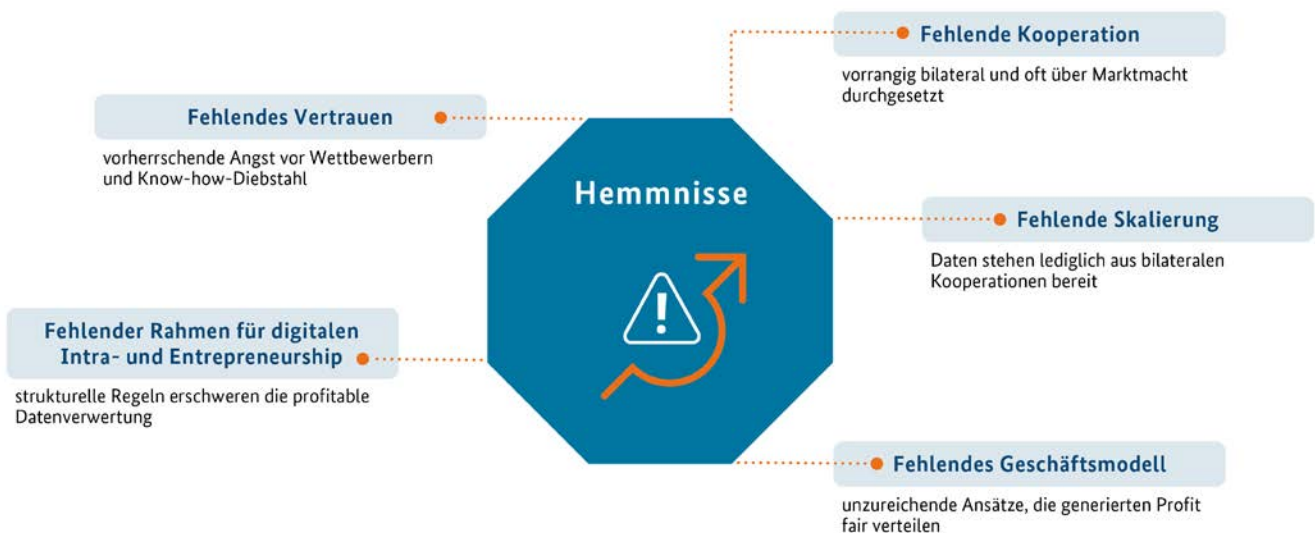 Fehlende Kooperation
vorrangig bilateral und oft über Marktmacht
durchgesetzt
Fehlendes Vertrauen
vorherrschende Angst vor Wettbewerbern
und Know-how-Diebstahl
Hemmnisse
Fehlende Skalierung
Daten stehen lediglich aus bilateralen
Kooperationen bereit
Fehlender Rahmen für digitalen
Intra- und Entrepreneurship
strukturelle Regeln erschweren die profitable
Datenverwertung
Fehlendes Geschäftsmodell
unzureichende Ansätze, die generierten Profit
fair verteilen